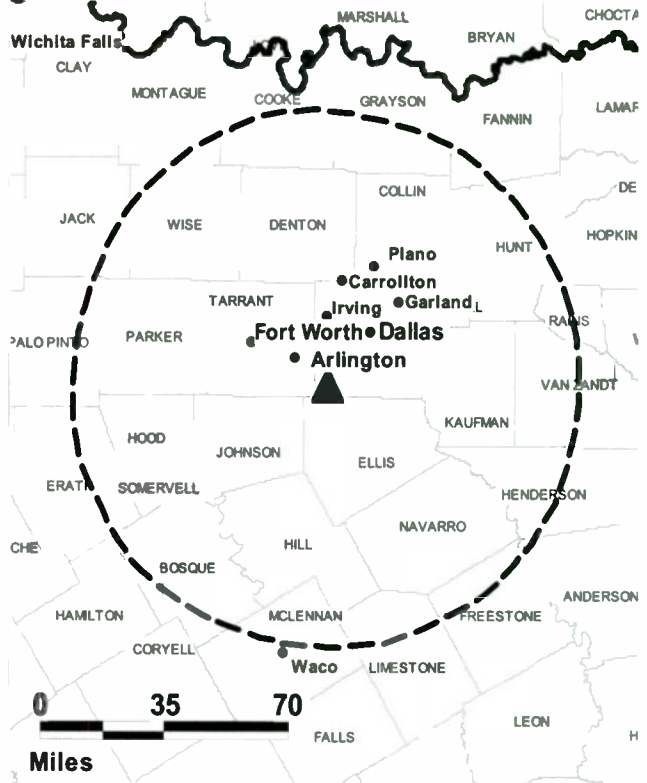 MARSHALL
CHOCTA
BRYAN
Wichita Falls
CLAY
MONTAGUE
COOKE
GRAYSON
LAMAR
FANNIN
COLLIN
DE
JACK
WISE
DENTON
HOPKIN
HUNT
Plano
Carrollton
TARRANT
Garland
L
Irving
RAINS
Fort Worth
Dallas
PARKER
PALO PINTO
Arlington
VAN ZANDT
KAUFMAN
HOOD
JOHNSON
ELLIS
ERATH
SOMERVELL
HENDERSON
NAVARRO
HILL
CHE
BOSQUE
ANDERSON
HAMILTON
MCLENNAN
FREESTONE
CORYELL
Waco
LIMESTONE
0 35 70
LEON
FALLS
H
Miles